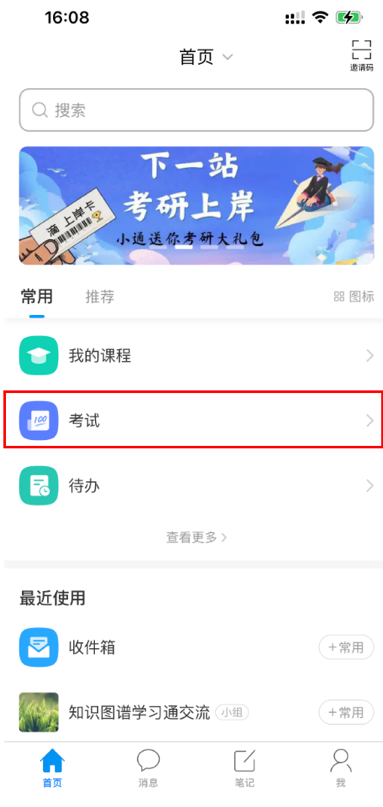 16:08
首页
邀请码
搜索
下一站
考研上岸
滴 上岸卡
小通送你考研大礼包
常用 推荐 图标
我的课程
100
考试
待办
查看更多
最近使用
收件箱 +常用
知识图谱学习通交流 小组 +常用
首页 消息 笔记 我